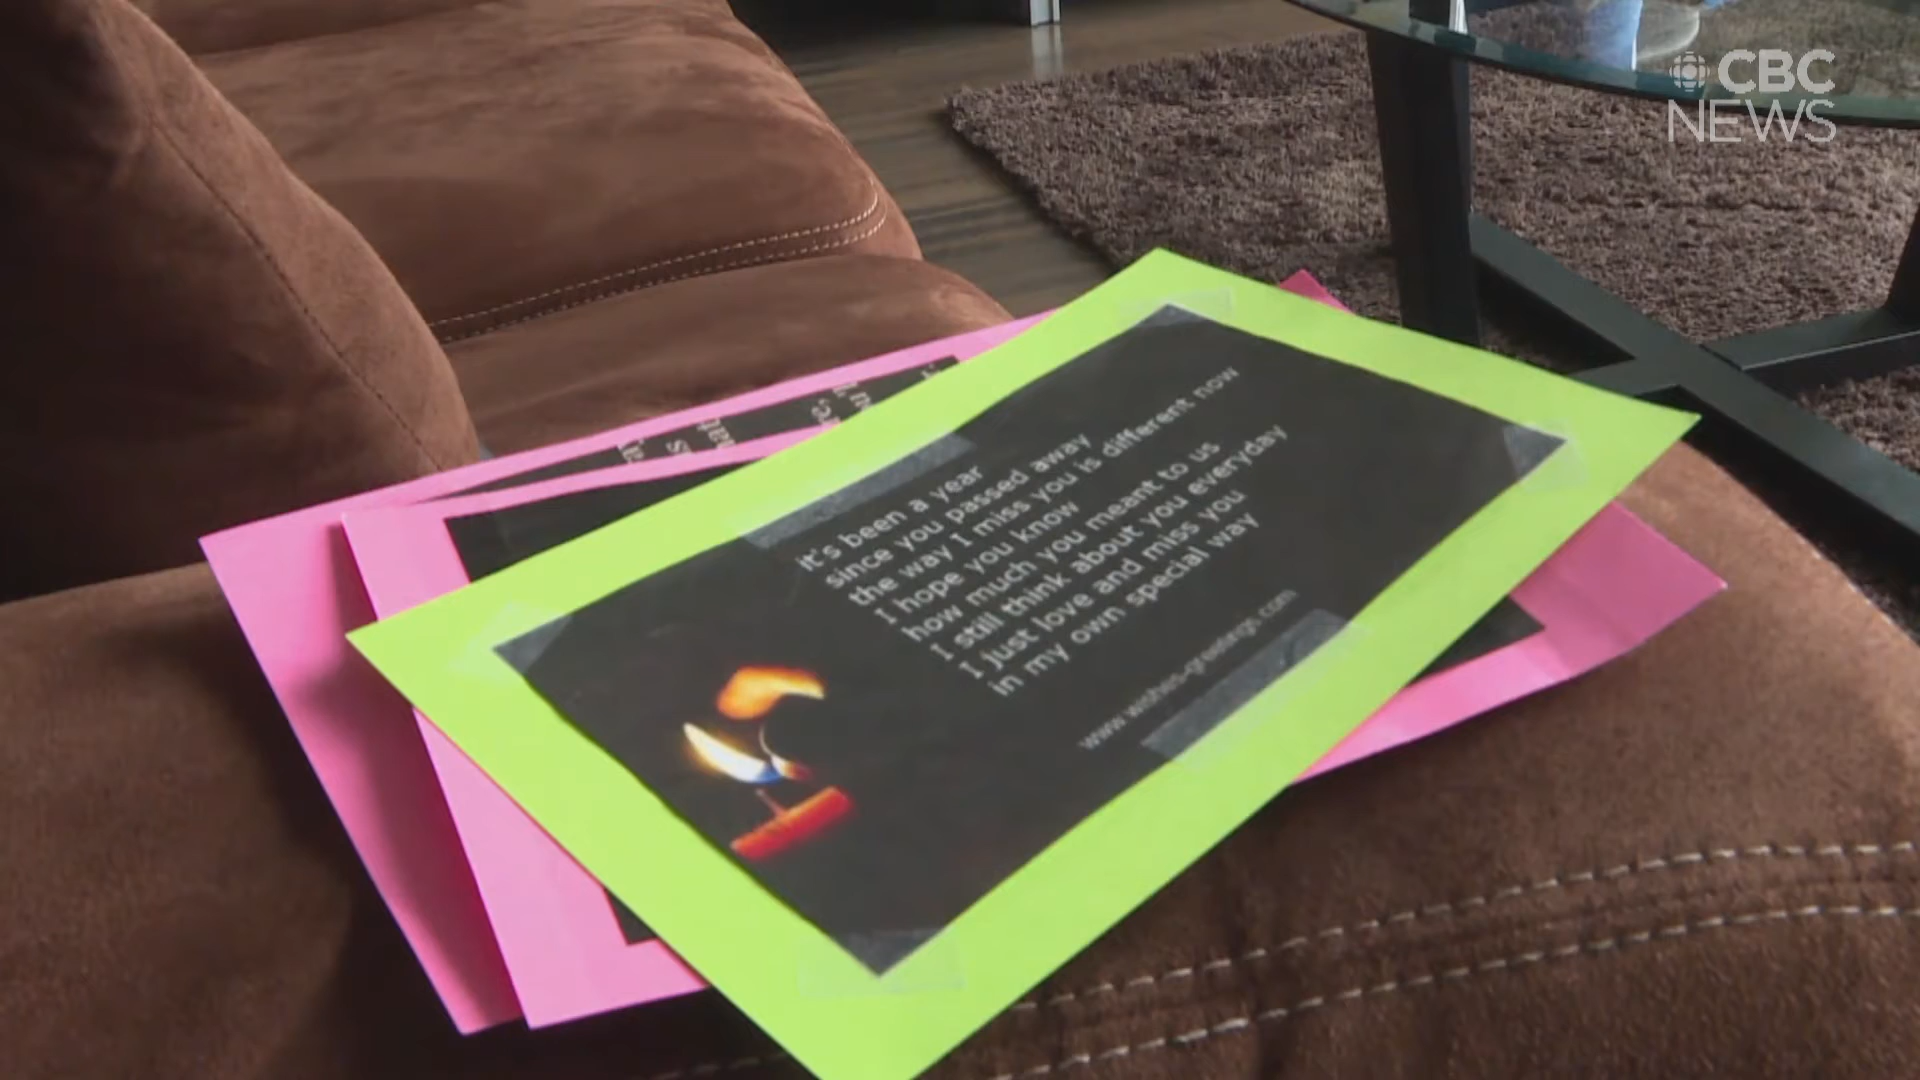 CBC
NEWS
it's been a year
since you passed away
the way I miss you is different now
I hope you know
how much you meant to us
I still think about you everyday
I just love and miss you
in my own special way
www.wishes-greetings.com